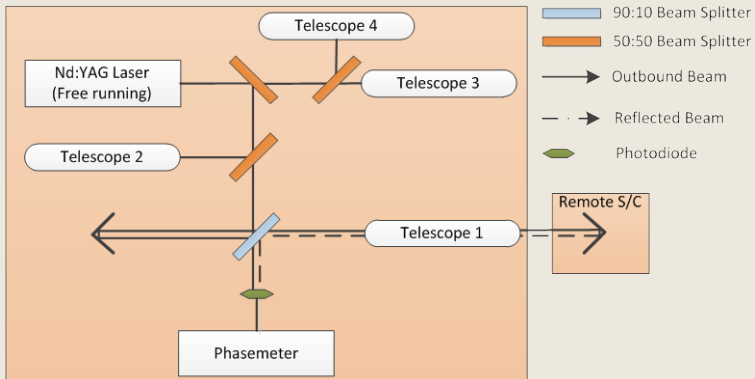 Telescope 4
90:10 Beam Splitter
50:50 Beam Splitter
Nd:YAG Laser
(Free running)
Telescope 3
Outbound Beam
Reflected Beam
Telescope 2
Photodiode
Remote S/C
Telescope 1
Phasemeter